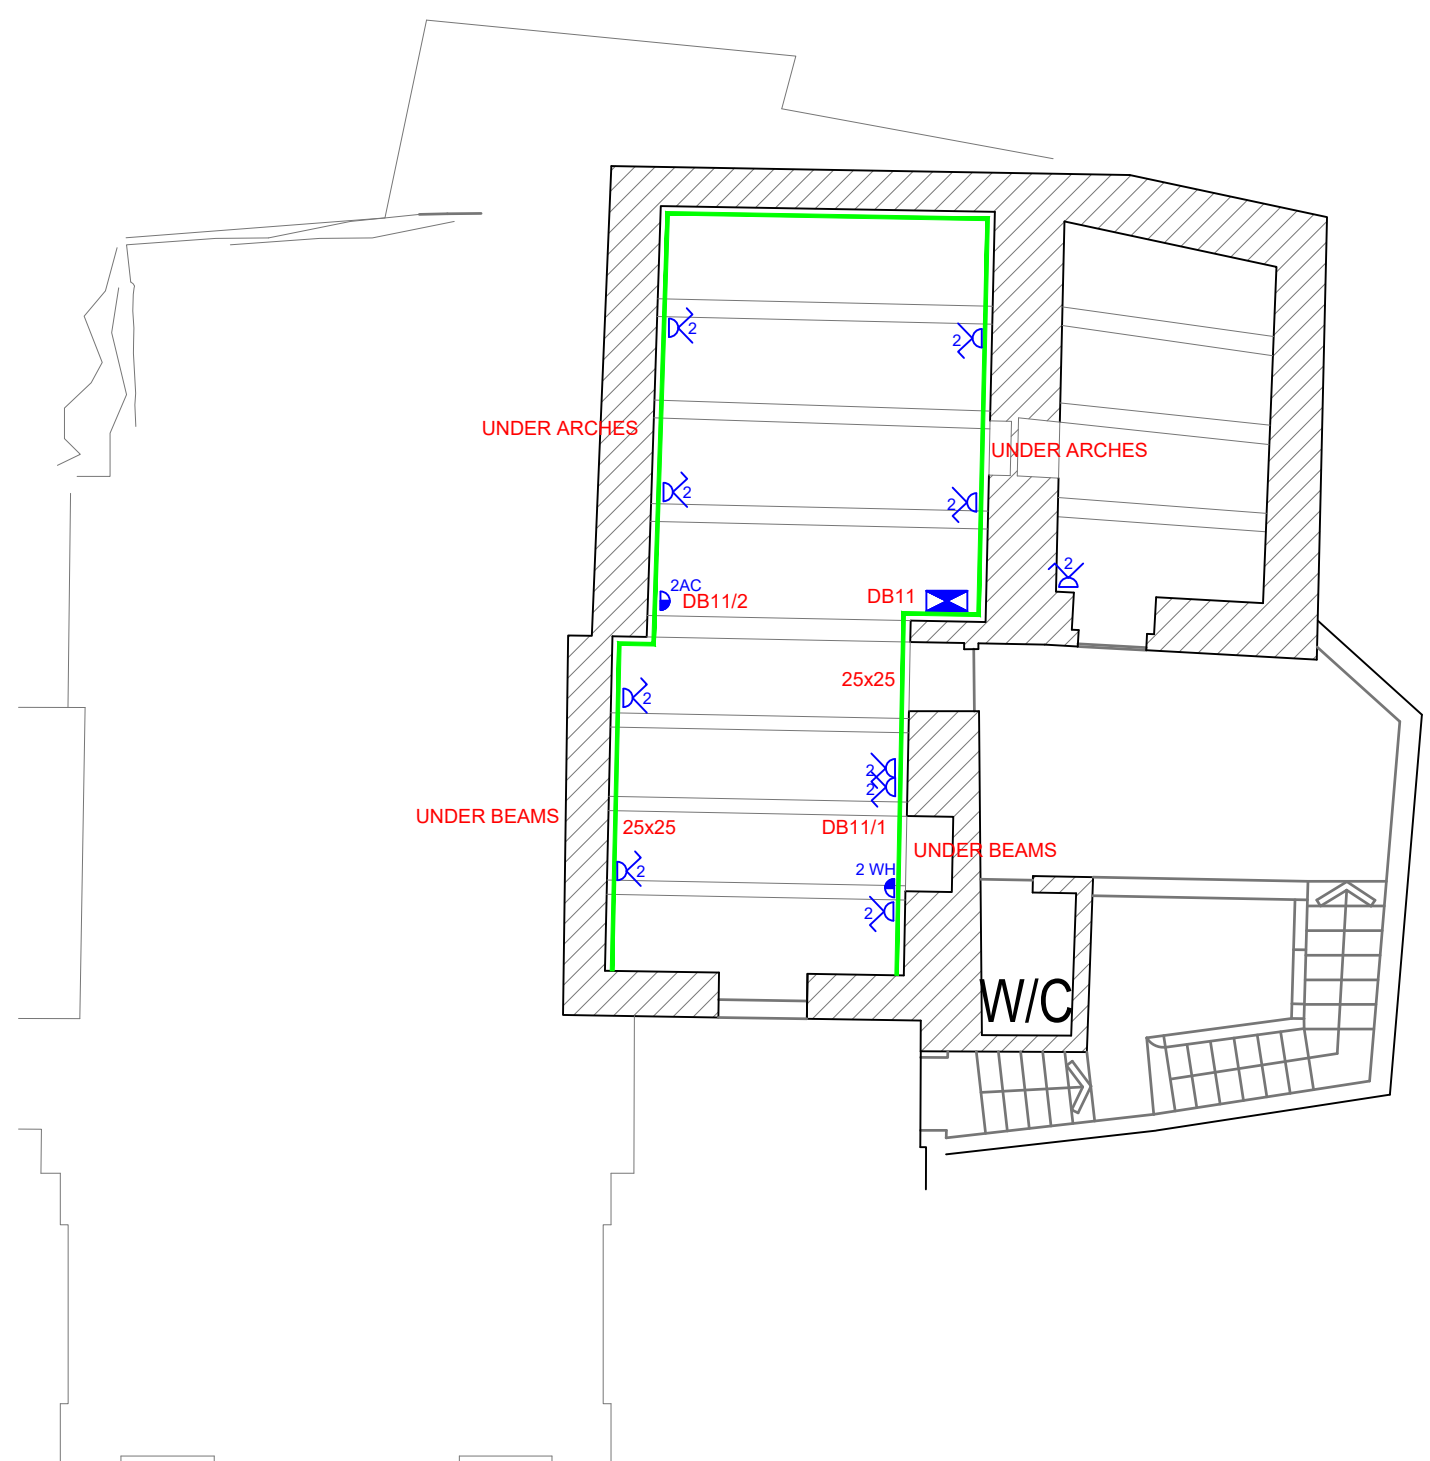 2
2
UNDER ARCHES
UNDER ARCHES
2
2
2
2AC
DB11/2
DB11
25x25
2
2
2
UNDER BEAMS
25x25
DB11/1
UNDER BEAMS
2
2 WH
2
W/C